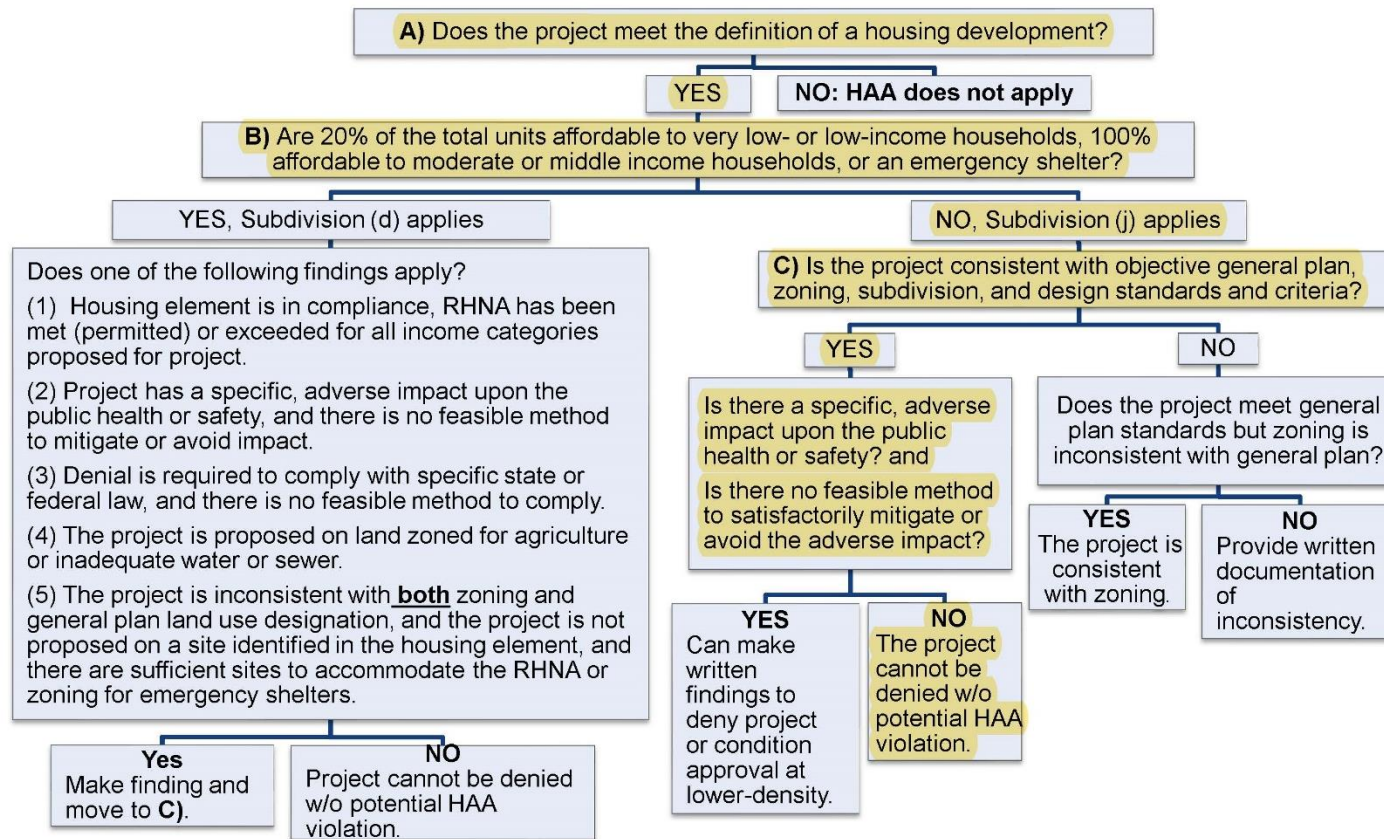 A) Does the project meet the definition of a housing development?
YES
NO: HAA does not apply
B) Are 20% of the total units affordable to very low- or low-income households, 100%
affordable to moderate or middle income households, or an emergency shelter?
YES, Subdivision (d) applies
Does one of the following findings apply?
(1) Housing element is in compliance, RHNA has been
met (permitted) or exceeded for all income categories
proposed for project.
(2) Project has a specific, adverse impact upon the
public health or safety, and there is no feasible method
to mitigate or avoid impact.
(3) Denial is required to comply with specific state or
federal law, and there is no feasible method to comply.
(4) The project is proposed on land zoned for agriculture
or inadequate water or sewer.
(5) The project is inconsistent with both zoning and
general plan land use designation, and the project is not
proposed on a site identified in the housing element, and
there are sufficient sites to accommodate the RHNA or
zoning for emergency shelters.
Yes
Make finding and
move to C).
NO
Project cannot be denied
w/o potential HAA
violation.
NO, Subdivision (j) applies
C) Is the project consistent with objective general plan,
zoning, subdivision, and design standards and criteria?
YES
Is there a specific, adverse
impact upon the public
health or safety? and
Is there no feasible method
to satisfactorily mitigate or
avoid the adverse impact?
YES
Can make
written
findings to
deny project
or condition
approval at
lower-density.
NO
The project
cannot be
denied w/o
potential HAA
violation.
NO
Does the project meet general
plan standards but zoning is
inconsistent with general plan?
YES
The project is
consistent
with zoning.
NO
Provide written
documentation
of
inconsistency.